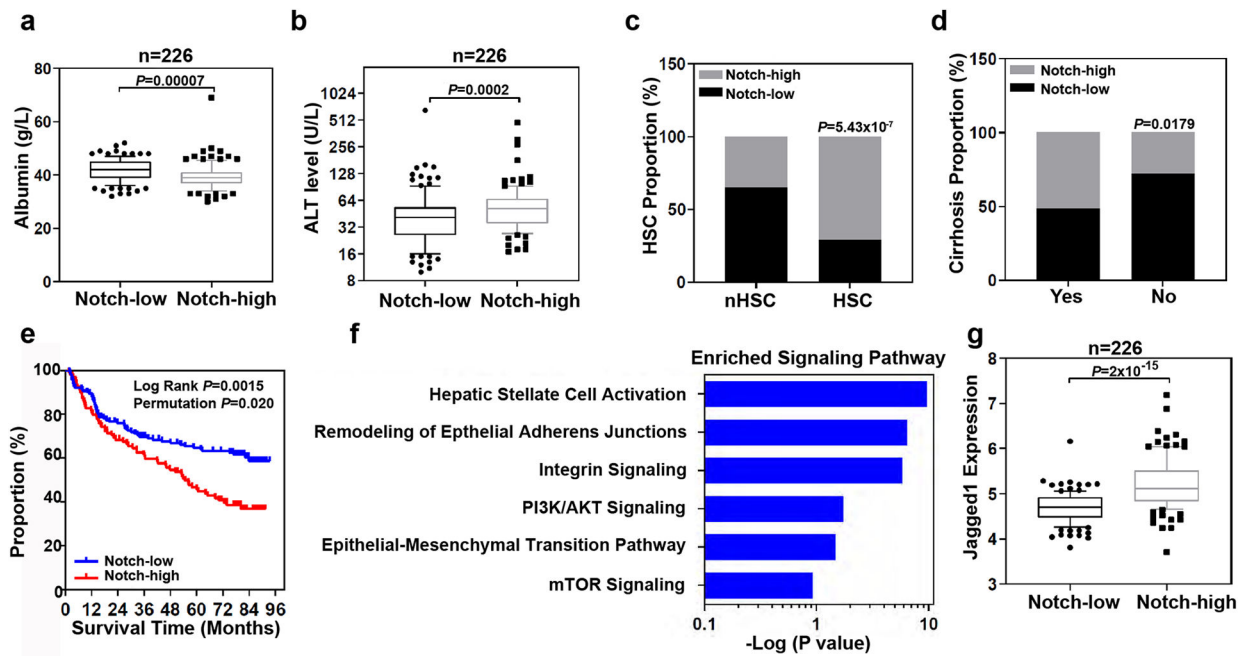 a
n=226
P=0.00007
Albumin (g/L)
80
60
40
20
0
Notch-low
Notch-high
b
n=226
P=0.0002
ALT level (U/L)
1024
512
256
128
64
32
16
8
Notch-low
Notch-high
c
Notch-high
Notch-low
P=5.43x10-7
HSC Proportion (%)
150
100
50
0
nHSC
HSC
d
Notch-high
Notch-low
P=0.0179
Cirrhosis Proportion (%)
150
100
50
0
Yes
No
e
Log Rank P=0.0015
Permutation P=0.020
Proportion (%)
100
80
60
40
20
0
Notch-low
Notch-high
0 12 24 36 48 60 72 84 96
Survival Time (Months)
f
Enriched Signaling Pathway
Hepatic Stellate Cell Activation
Remodeling of Epthelial Adherens Junctions
Integrin Signaling
PI3K/AKT Signaling
Epithelial-Mesenchymal Transition Pathway
mTOR Signaling
0.1 1 10
-Log (P value)
g
n=226
P=2x10-15
Jagged1 Expression
8
7
6
5
4
3
Notch-low
Notch-high